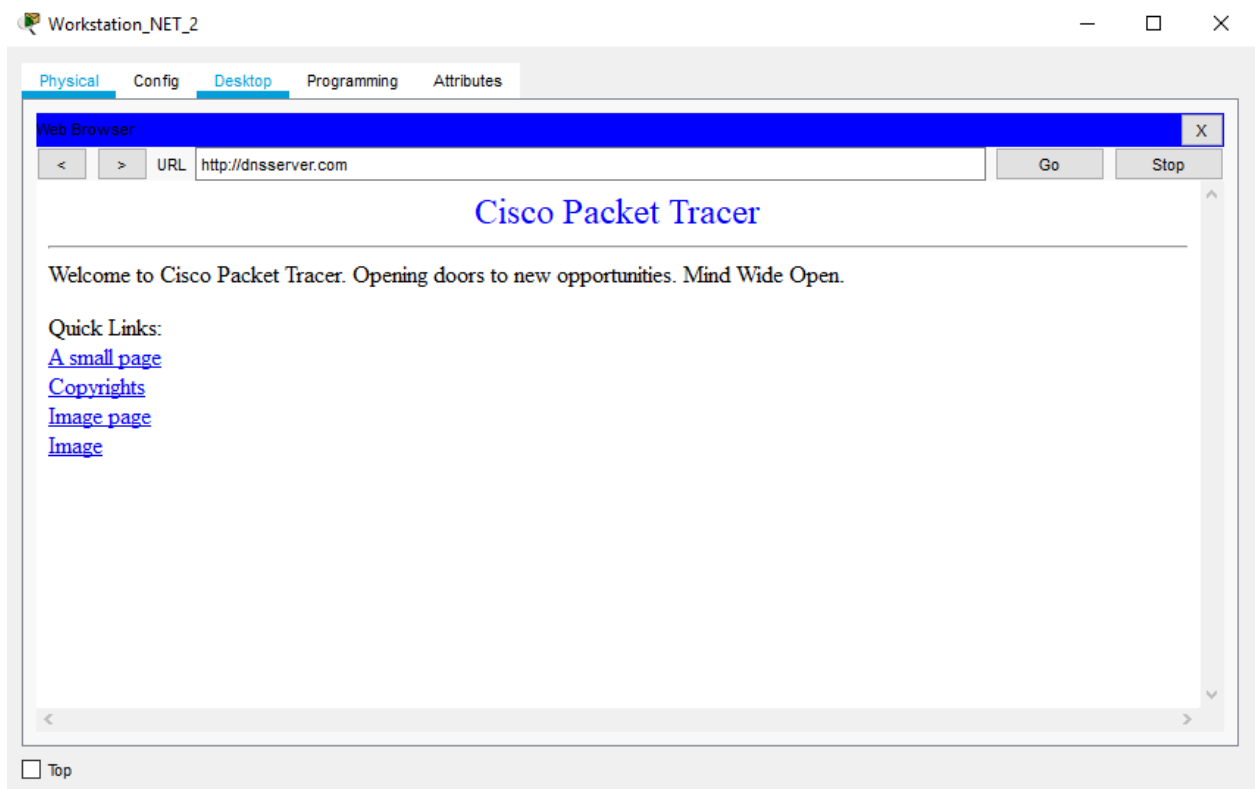 Workstation_NET_2
Physical Config Desktop Programming Attributes
Web Browser X
< > URL http://dnsserver.com Go Stop
Cisco Packet Tracer
Welcome to Cisco Packet Tracer. Opening doors to new opportunities. Mind Wide Open.
Quick Links:
A small page
Copyrights
Image page
Image
Top